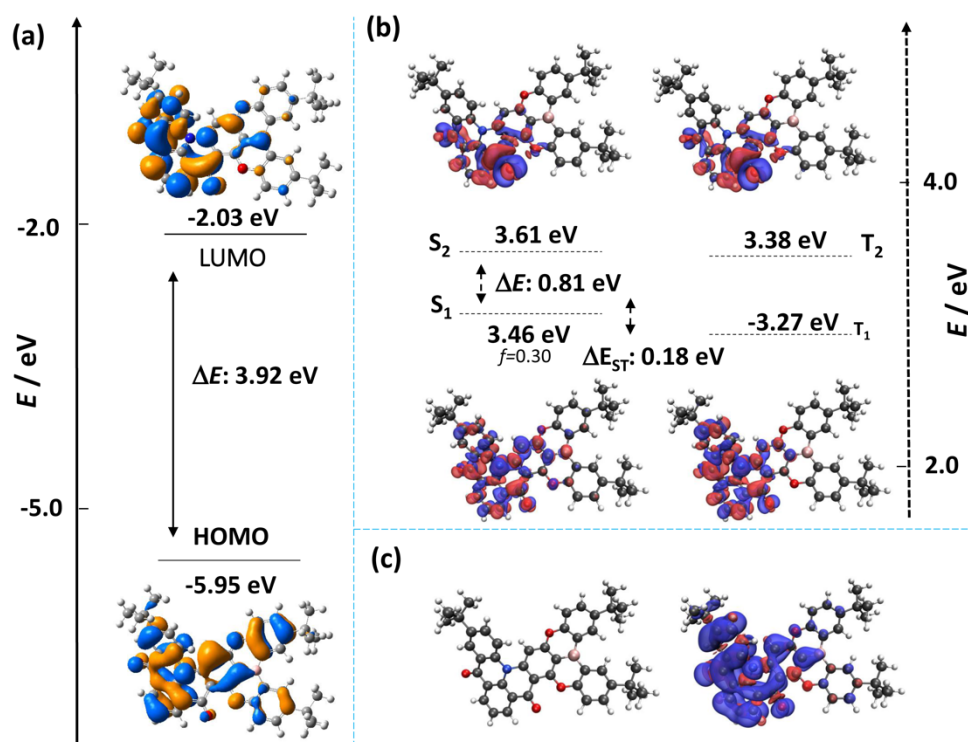 (a)
-2.03 eV
-2.0
LUMO
ΔE: 3.92 eV
E / eV
-5.0
HOMO
-5.95 eV
(b)
4.0
S2 3.61 eV
3.38 eV T2
ΔE: 0.81 eV
S1
3.46 eV
f=0.30
-3.27 eV T1
ΔEST: 0.18 eV
E / eV
2.0
(c)